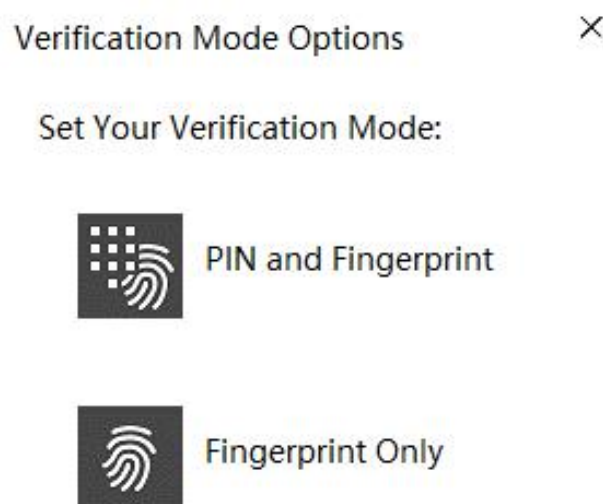 Verification Mode Options
Set Your Verification Mode:
PIN and Fingerprint
Fingerprint Only